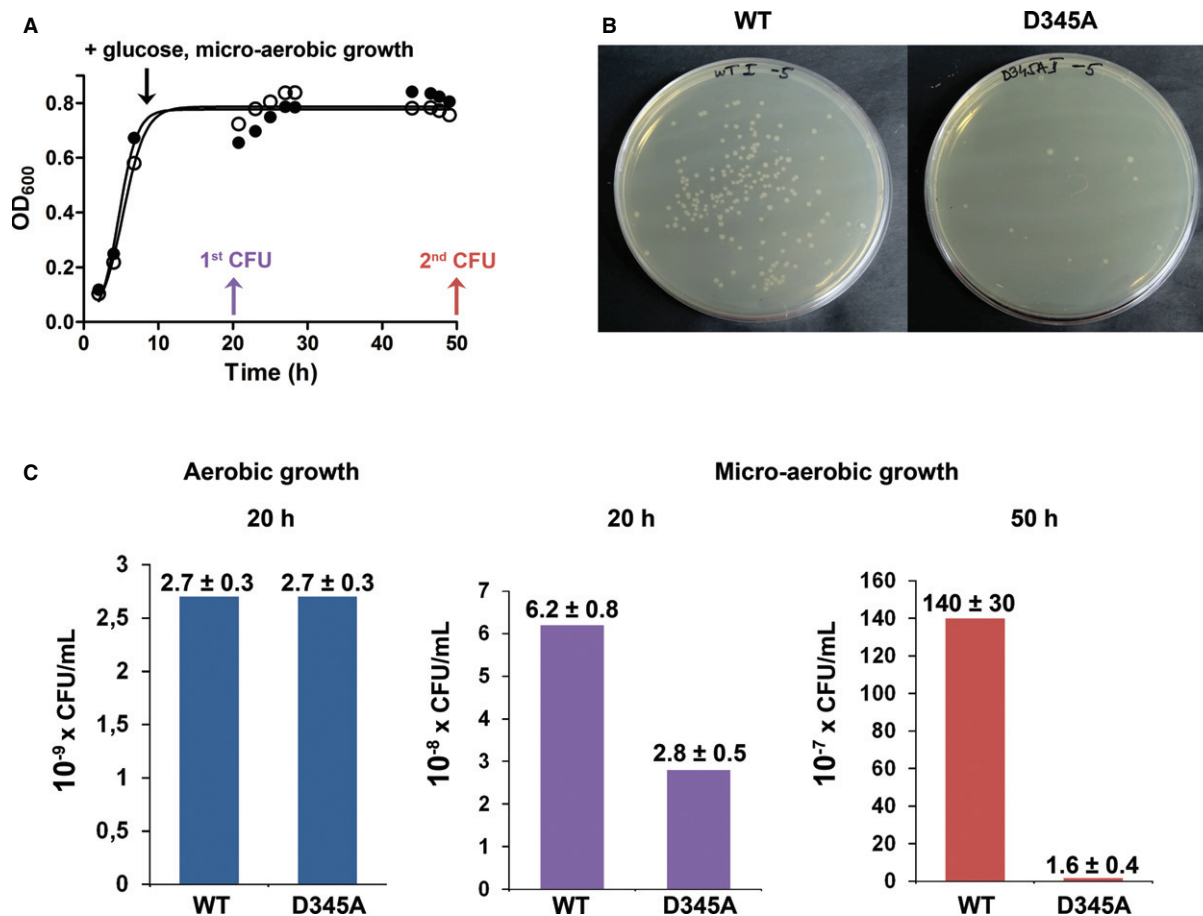 A
+ glucose, micro-aerobic growth
OD600
0.8
0.6
0.4
0.2
0.0
1st CFU
2nd CFU
0 10 20 30 40 50
Time (h)
B
WT D345A
WT I -5
D345A I -5
C
Aerobic growth
20 h
10-9 x CFU/mL
3
2,5
2
1,5
1
0,5
0
2.7 ± 0.3 2.7 ± 0.3
WT D345A
Micro-aerobic growth
20 h
10-8 x CFU/mL
7
6
5
4
3
2
1
0
6.2 ± 0.8
2.8 ± 0.5
WT D345A
50 h
10-7 x CFU/mL
160
140
120
100
80
60
40
20
0
140 ± 30
1.6 ± 0.4
WT D345A